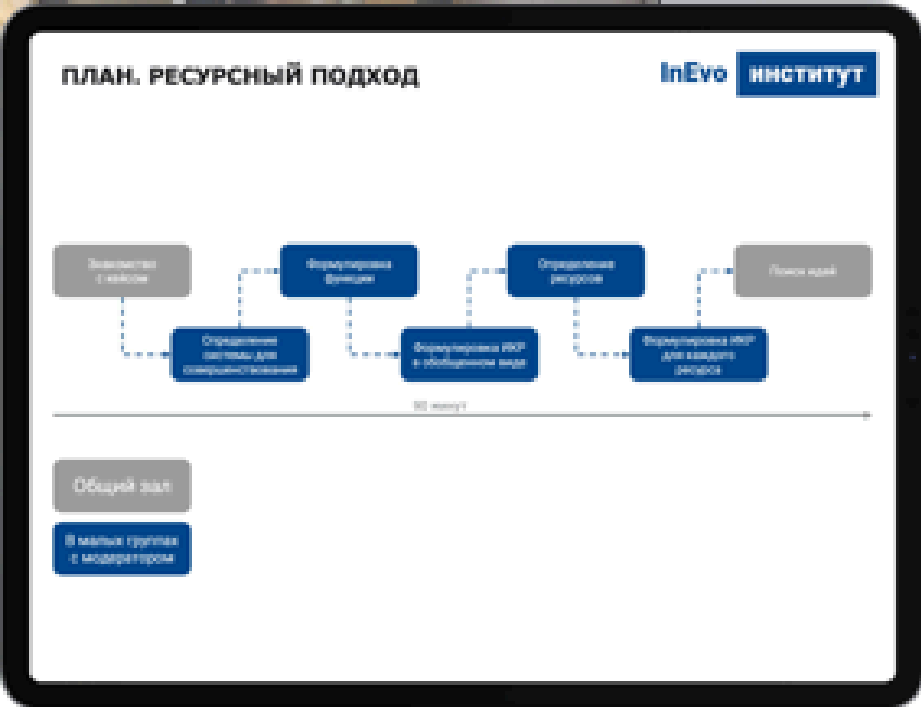 ПЛАН. РЕСУРСНЫЙ ПОДХОД
InEvo институт
Знакомство
с кейсом
Формулировка
функции
Определение
ресурсов
Поиск идей
Определение
системы для
совершенствования
Формулировка ИКР
в обобщенном виде
Формулировка ИКР
для каждого
ресурса
минут
Общий зал
В малых группах
с модератором